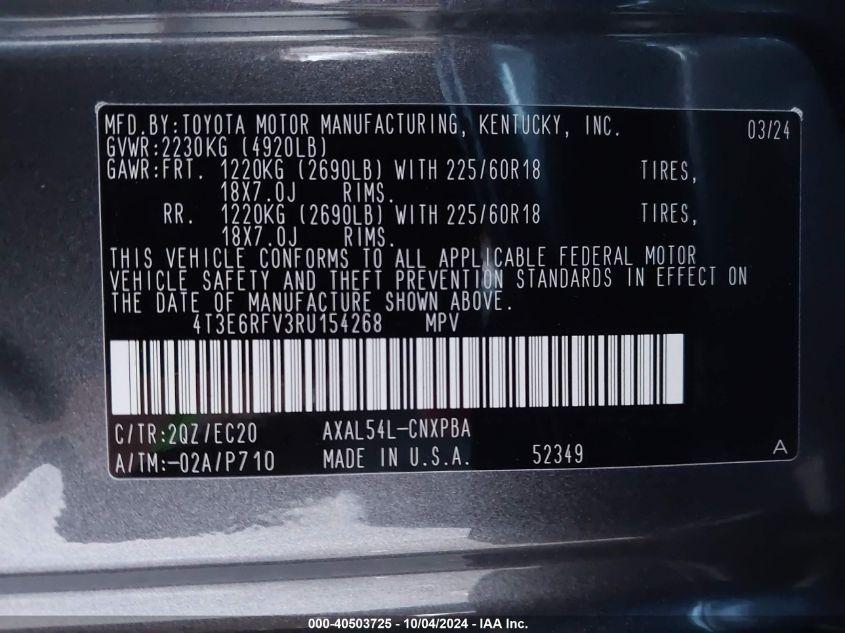 MFD.BY:TOYOTA MOTOR MANUFACTURING, KENTUCKY, INC. 03/24
GVWR:2230KG (4920LB)
GAWR:FRT. 1220KG (2690LB) WITH 225/60R18 TIRES,
18X7.0J RIMS.
RR. 1220KG (2690LB) WITH 225/60R18 TIRES,
18X7.0J RIMS.
THIS VEHICLE CONFORMS TO ALL APPLICABLE FEDERAL MOTOR
VEHICLE SAFETY AND THEFT PREVENTION STANDARDS IN EFFECT ON
THE DATE OF MANUFACTURE SHOWN ABOVE.
4T3E6RFV3RU154268 MPV
C/TR:2QZ/EC20 AXAL54L-CNXPBA
A/TM:-02A/P710 MADE IN U.S.A. 52349 A
000-40503725 - 10/04/2024 - IAA Inc.